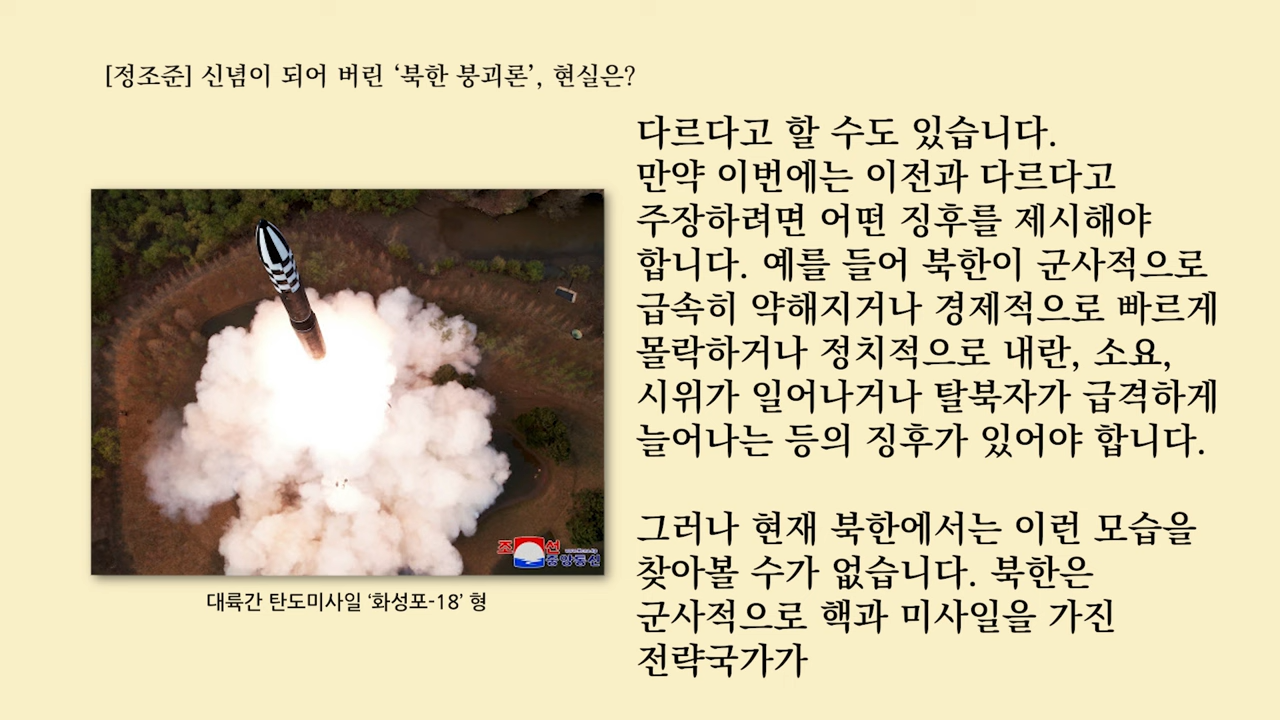 [정조준] 신념이 되어 버린 ‘북한 붕괴론’, 현실은?
다르다고 할 수도 있습니다.
만약 이번에는 이전과 다르다고
주장하려면 어떤 징후를 제시해야
합니다. 예를 들어 북한이 군사적으로
급속히 약해지거나 경제적으로 빠르게
몰락하거나 정치적으로 내란, 소요,
시위가 일어나거나 탈북자가 급격하게
늘어나는 등의 징후가 있어야 합니다.
그러나 현재 북한에서는 이런 모습을
찾아볼 수가 없습니다. 북한은
군사적으로 핵과 미사일을 가진
전략국가가
조선
중앙통신
대륙간 탄도미사일 ‘화성포-18’ 형